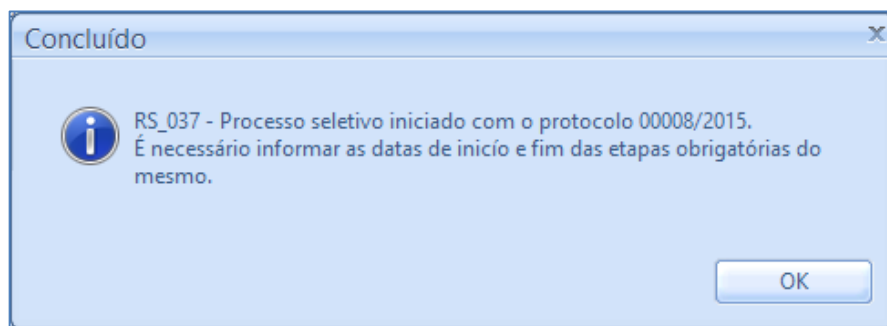 Concluído
RS_037 - Processo seletivo iniciado com o protocolo 00008/2015.
É necessário informar as datas de inicío e fim das etapas obrigatórias do
mesmo.
OK